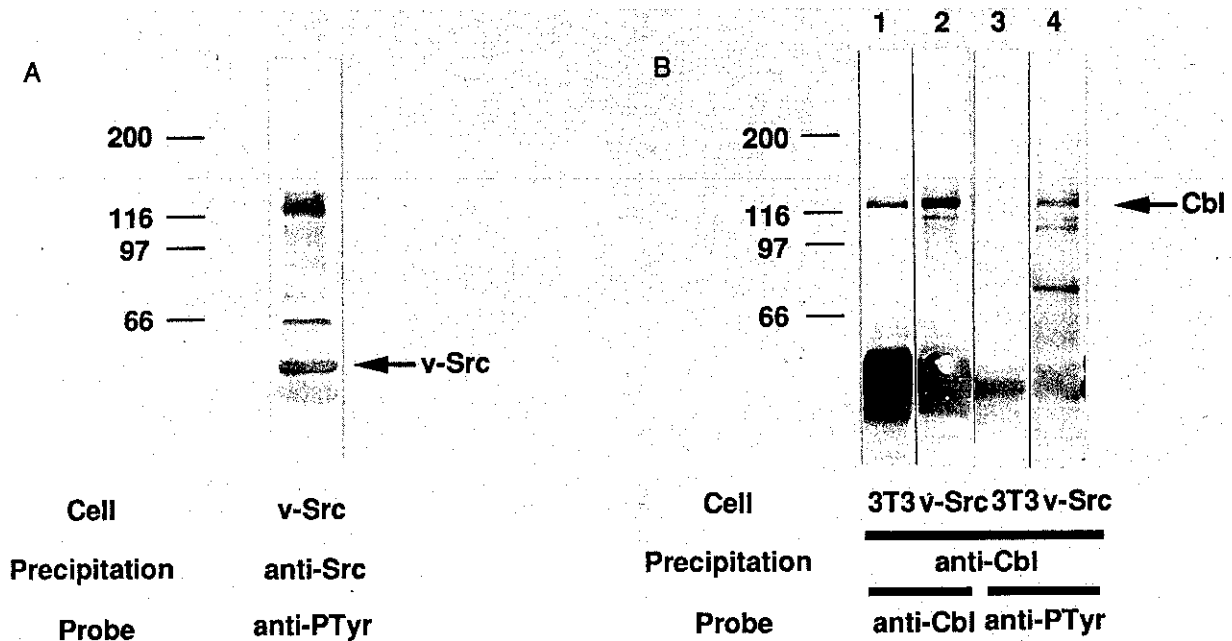 A
200
116
97
66
v-Src
Cell v-Src
Precipitation anti-Src
Probe anti-PTyr
B
1 2 3 4
200
116
97
66
Cbl
Cell 3T3 v-Src 3T3 v-Src
Precipitation anti-Cbl
Probe anti-Cbl anti-PTyr